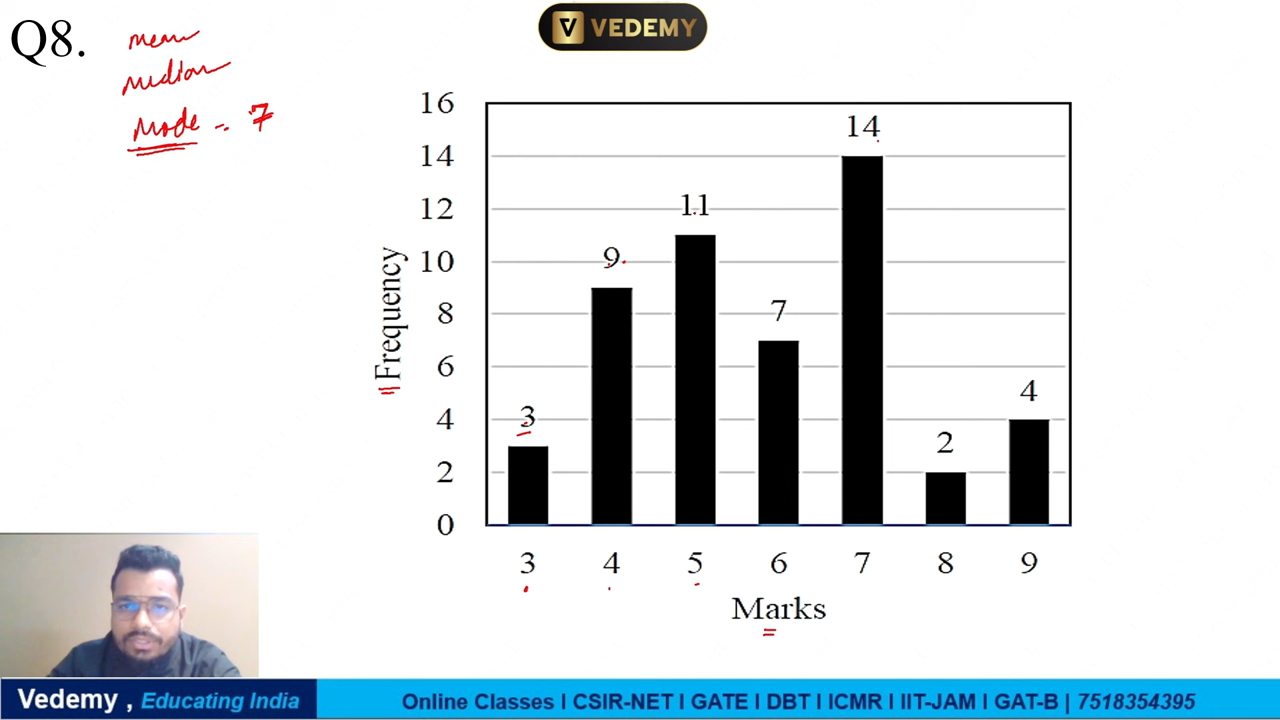 Q8.
mean
median
Mode = 7
VEDEMY
16
14
12
10
8
6
4
2
0
Frequency
3
9
11
7
14
2
4
3 4 5 6 7 8 9
Marks
Vedemy , Educating India
Online Classes I CSIR-NET I GATE I DBT I ICMR I IIT-JAM I GAT-B | 7518354395